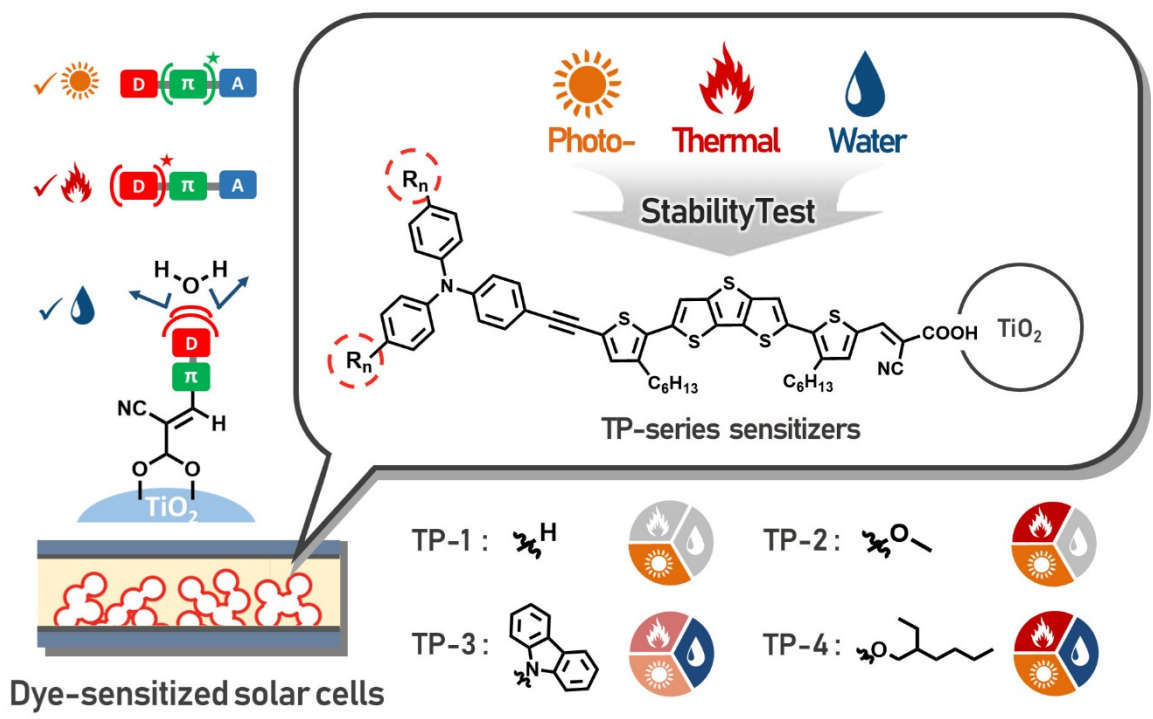 D π A
D π A
H H
O
D
π
NC
H
O O
TiO₂
Dye-sensitized solar cells
Photo- Thermal Water
StabilityTest
Rn
N
Rn
S
S
S S
S
C₆H₁₃
C₆H₁₃
NC
COOH
TiO₂
TP-series sensitizers
TP-1 : H
TP-2 : O
TP-3 : N
TP-4 : O